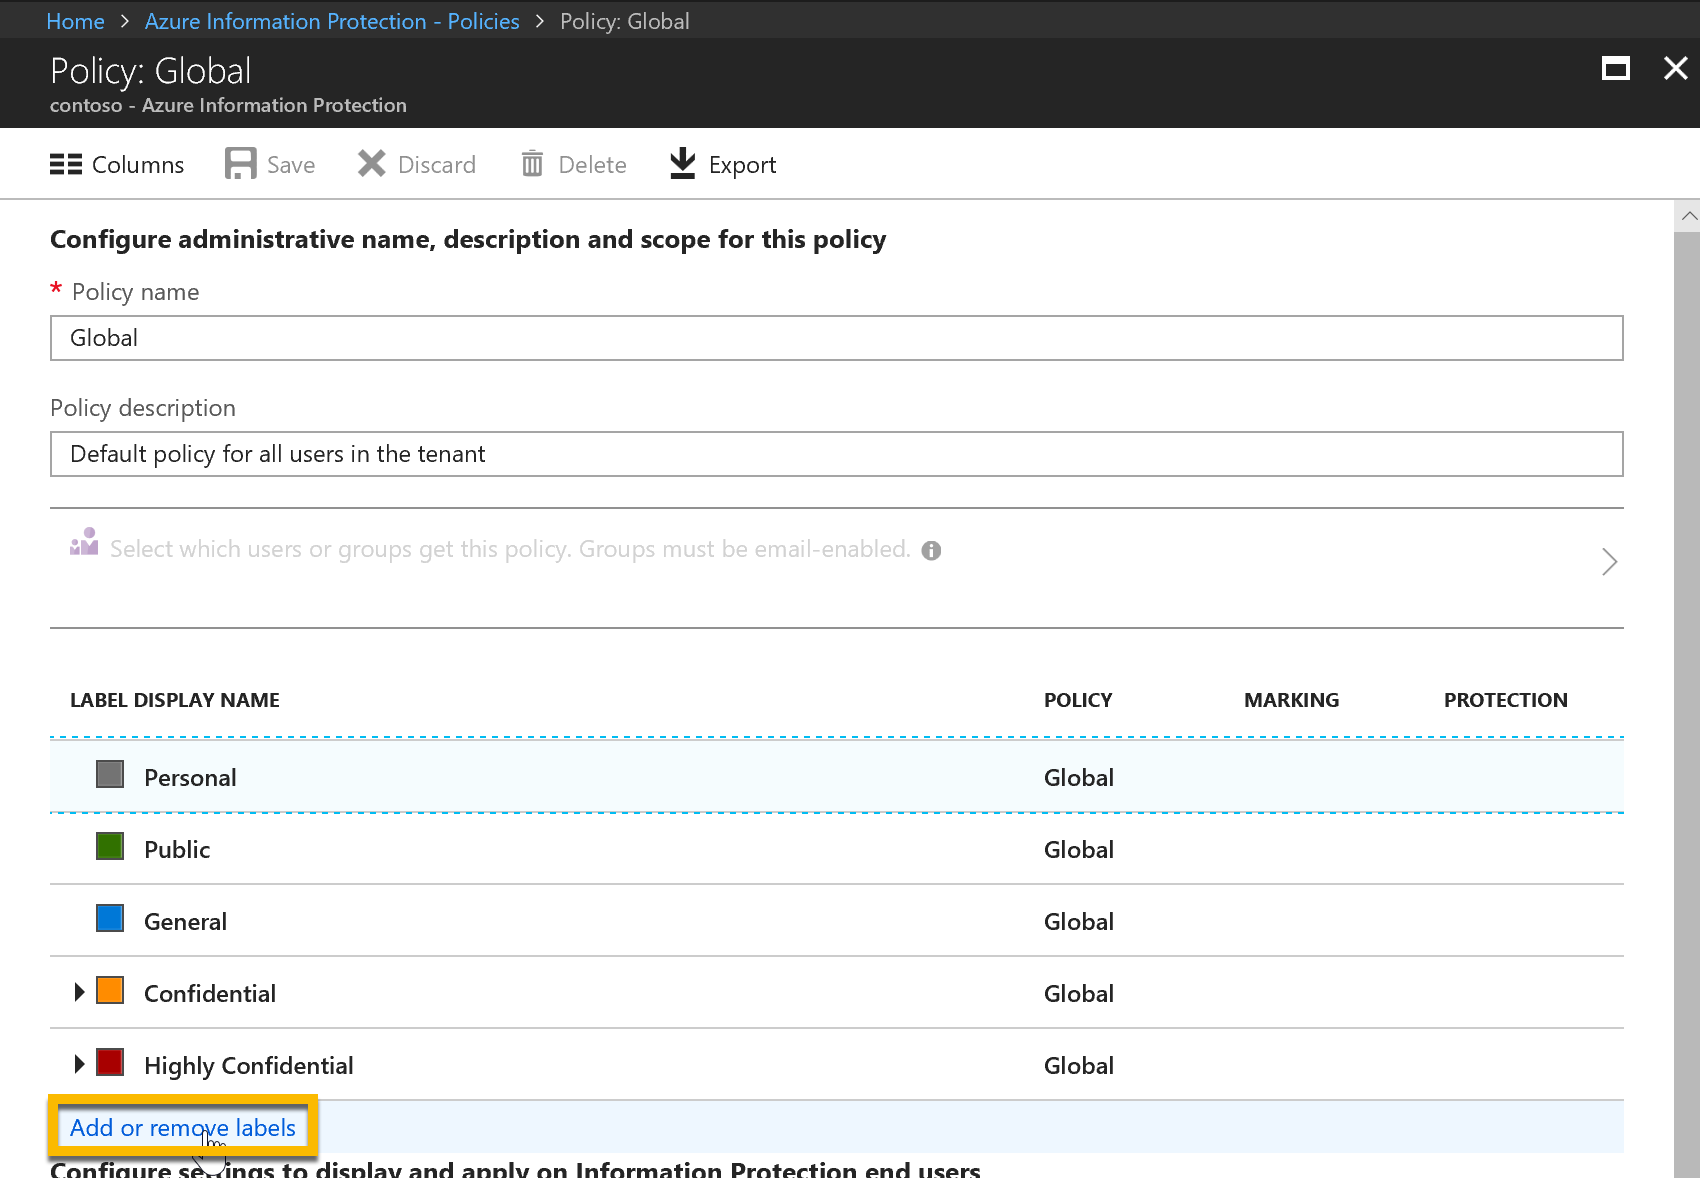 Home > Azure Information Protection - Policies > Policy: Global
Policy: Global
contoso - Azure Information Protection
Columns Save Discard Delete Export
Configure administrative name, description and scope for this policy
* Policy name
Global
Policy description
Default policy for all users in the tenant
Select which users or groups get this policy. Groups must be email-enabled.
LABEL DISPLAY NAME POLICY MARKING PROTECTION
Personal Global
Public Global
General Global
Confidential Global
Highly Confidential Global
Add or remove labels
Configure settings to display and apply on Information Protection end users